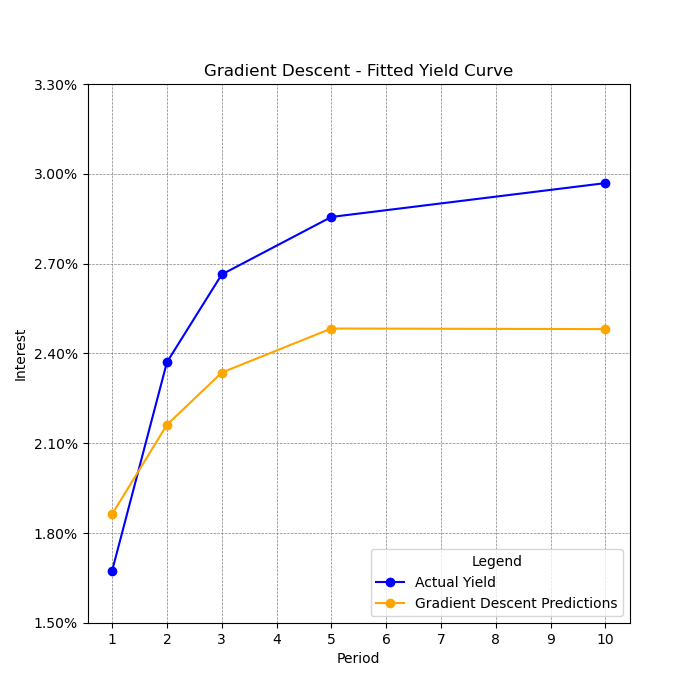 Gradient Descent - Fitted Yield Curve
3.30%
3.00%
2.70%
2.40%
2.10%
1.80%
1.50%
Interest
1 2 3 4 5 6 7 8 9 10
Period
Legend
Actual Yield
Gradient Descent Predictions